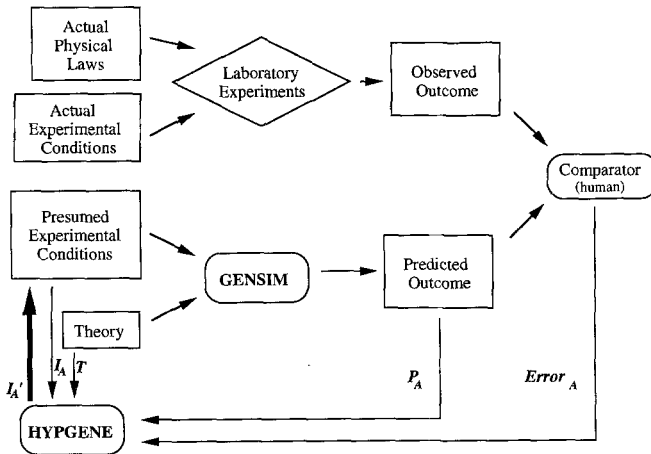 Actual
Physical
Laws
Laboratory
Experiments
Observed
Outcome
Actual
Experimental
Conditions
Comparator
(human)
Presumed
Experimental
Conditions
GENSIM
Predicted
Outcome
Theory
I_A'
I_A
T
P_A
Error_A
HYPGENE